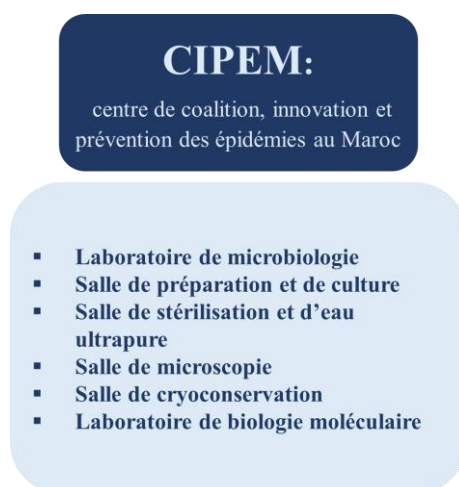 CIPEM:
centre de coalition, innovation et
prévention des épidémies au Maroc
▪ Laboratoire de microbiologie
▪ Salle de préparation et de culture
▪ Salle de stérilisation et d’eau
ultrapure
▪ Salle de microscopie
▪ Salle de cryoconservation
▪ Laboratoire de biologie moléculaire